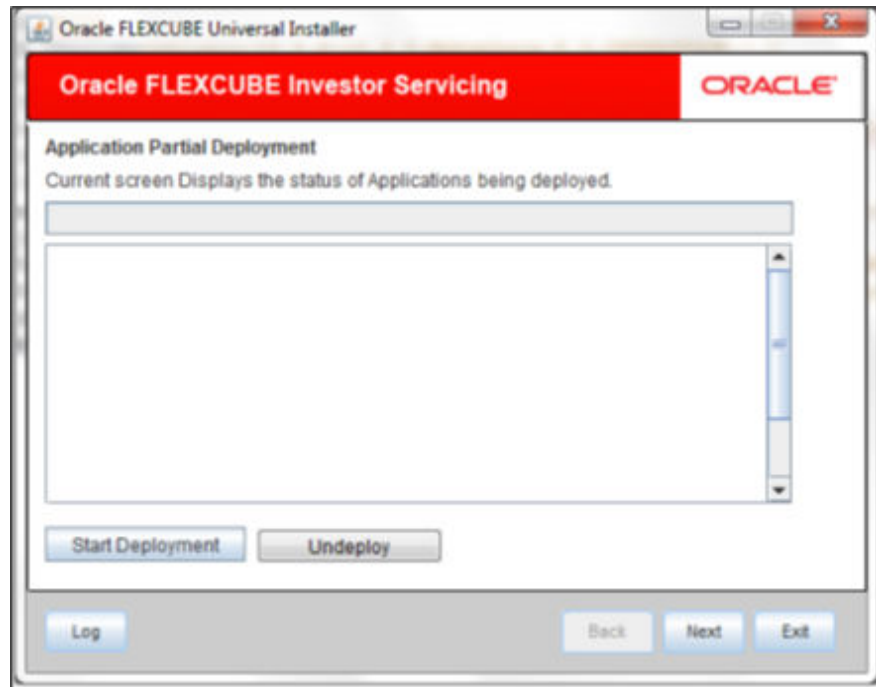 Oracle FLEXCUBE Universal Installer
Oracle FLEXCUBE Investor Servicing
ORACLE
Application Partial Deployment
Current screen Displays the status of Applications being deployed.
Start Deployment Undeploy
Log Back Next Exit